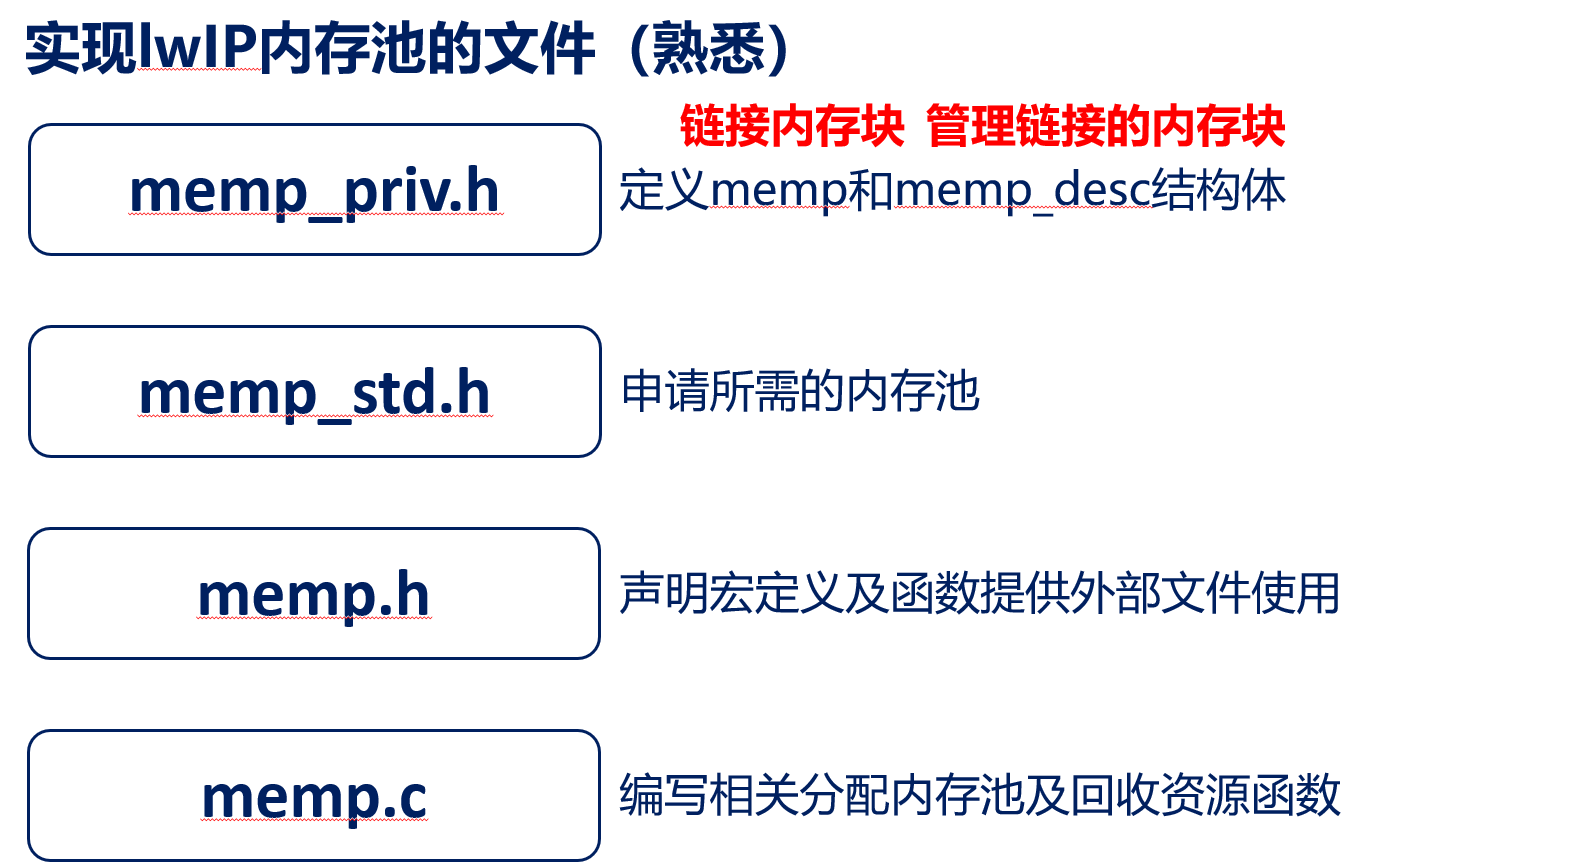 实现lwIP内存池的文件（熟悉）
链接内存块 管理链接的内存块
memp_priv.h
定义memp和memp_desc结构体
memp_std.h
申请所需的内存池
memp.h
声明宏定义及函数提供外部文件使用
memp.c
编写相关分配内存池及回收资源函数